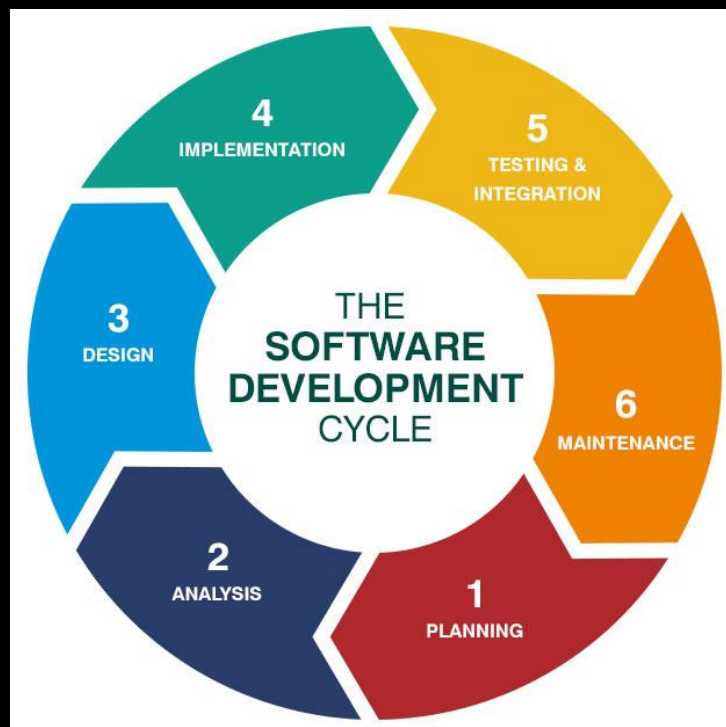 THE
SOFTWARE
DEVELOPMENT
CYCLE
1
PLANNING
2
ANALYSIS
3
DESIGN
4
IMPLEMENTATION
5
TESTING &
INTEGRATION
6
MAINTENANCE